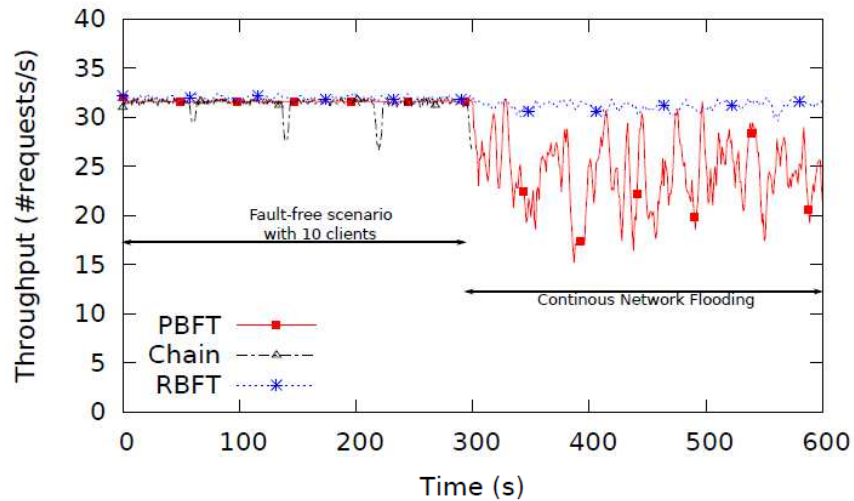 Throughput (#requests/s)
40
35
30
25
20
15
10
5
0
Fault-free scenario
with 10 clients
Continous Network Flooding
PBFT
Chain
RBFT
0 100 200 300 400 500 600
Time (s)